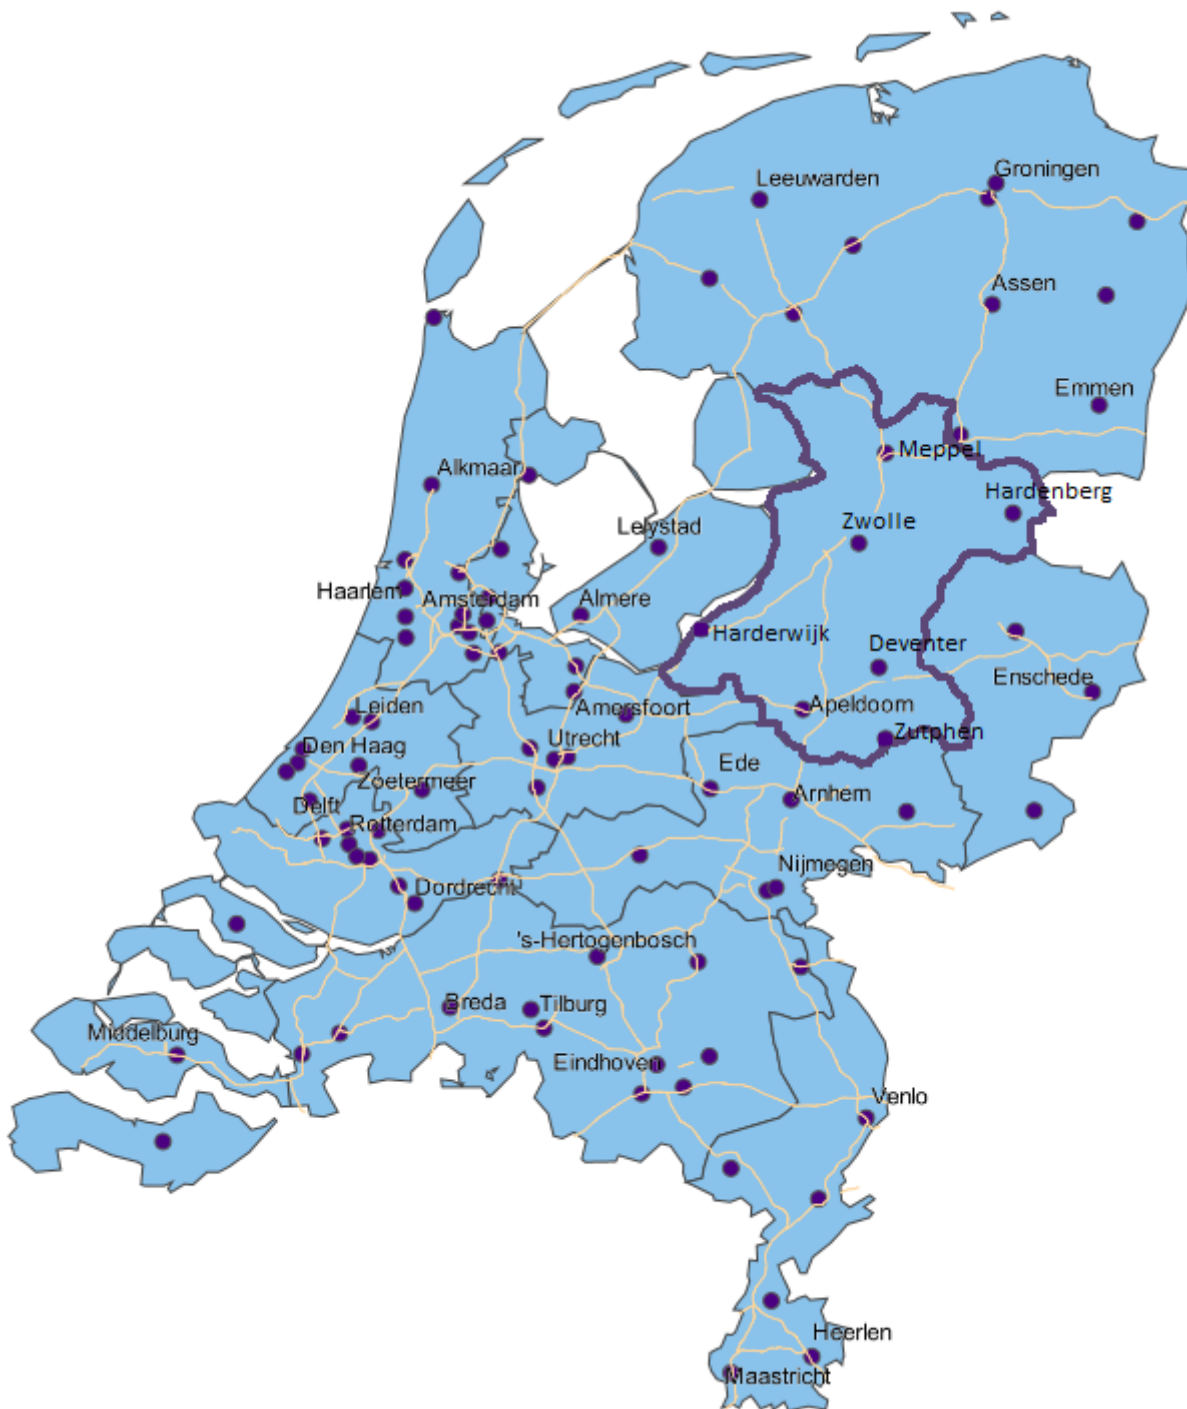 Groningen
Leeuwarden
Assen
Emmen
Meppel
Alkmaar
Hardenberg
Zwolle
Lelystad
Haarlem
Amsterdam
Almere
Harderwijk
Deventer
Enschede
Leiden
Amersfoort
Apeldoorn
Zutphen
Den Haag
Utrecht
Ede
Zoetermeer
Arnhem
Delft
Rotterdam
Nijmegen
Dordrecht
's-Hertogenbosch
Breda
Tilburg
Middelburg
Eindhoven
Venlo
Heerlen
Maastricht